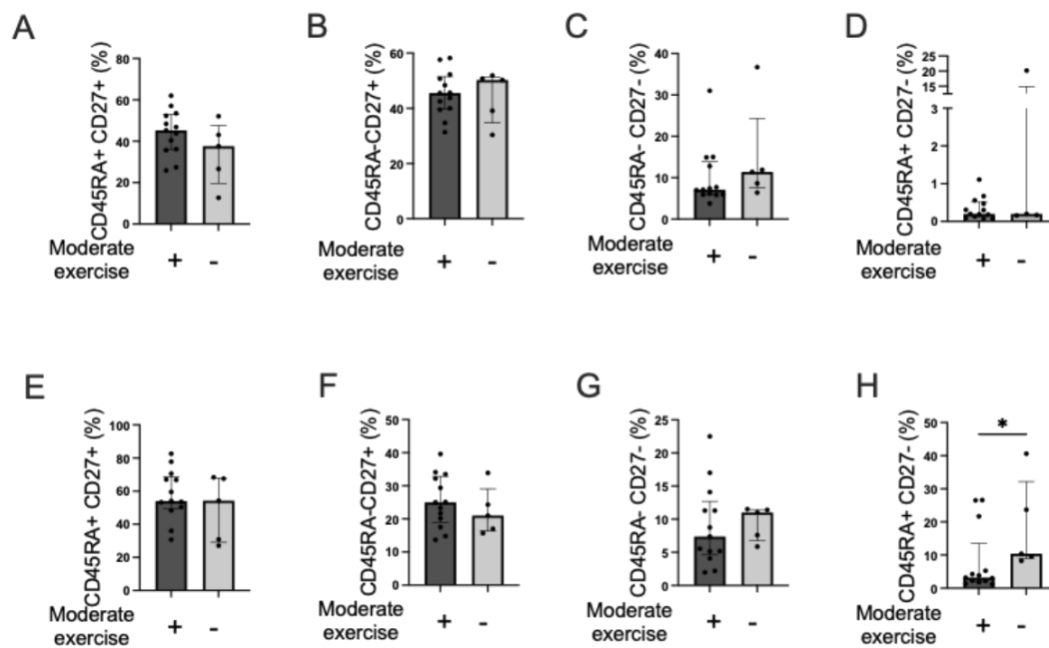 A
CD45RA+ CD27+ (%)
80
60
40
20
0
Moderate
exercise
+
-
B
CD45RA-CD27+ (%)
60
40
20
0
+
-
C
CD45RA- CD27- (%)
40
30
20
10
0
Moderate
exercise
+
-
D
CD45RA+ CD27- (%)
25
20
15
3
2
1
0
Moderate
exercise
+
-
E
CD45RA+ CD27+ (%)
100
80
60
40
20
0
Moderate
exercise
+
-
F
CD45RA-CD27+ (%)
50
40
30
20
10
0
Moderate
exercise
+
-
G
CD45RA- CD27- (%)
25
20
15
10
5
0
Moderate
exercise
+
-
H
CD45RA+ CD27- (%)
50
40
30
20
10
0
*
Moderate
exercise
+
-